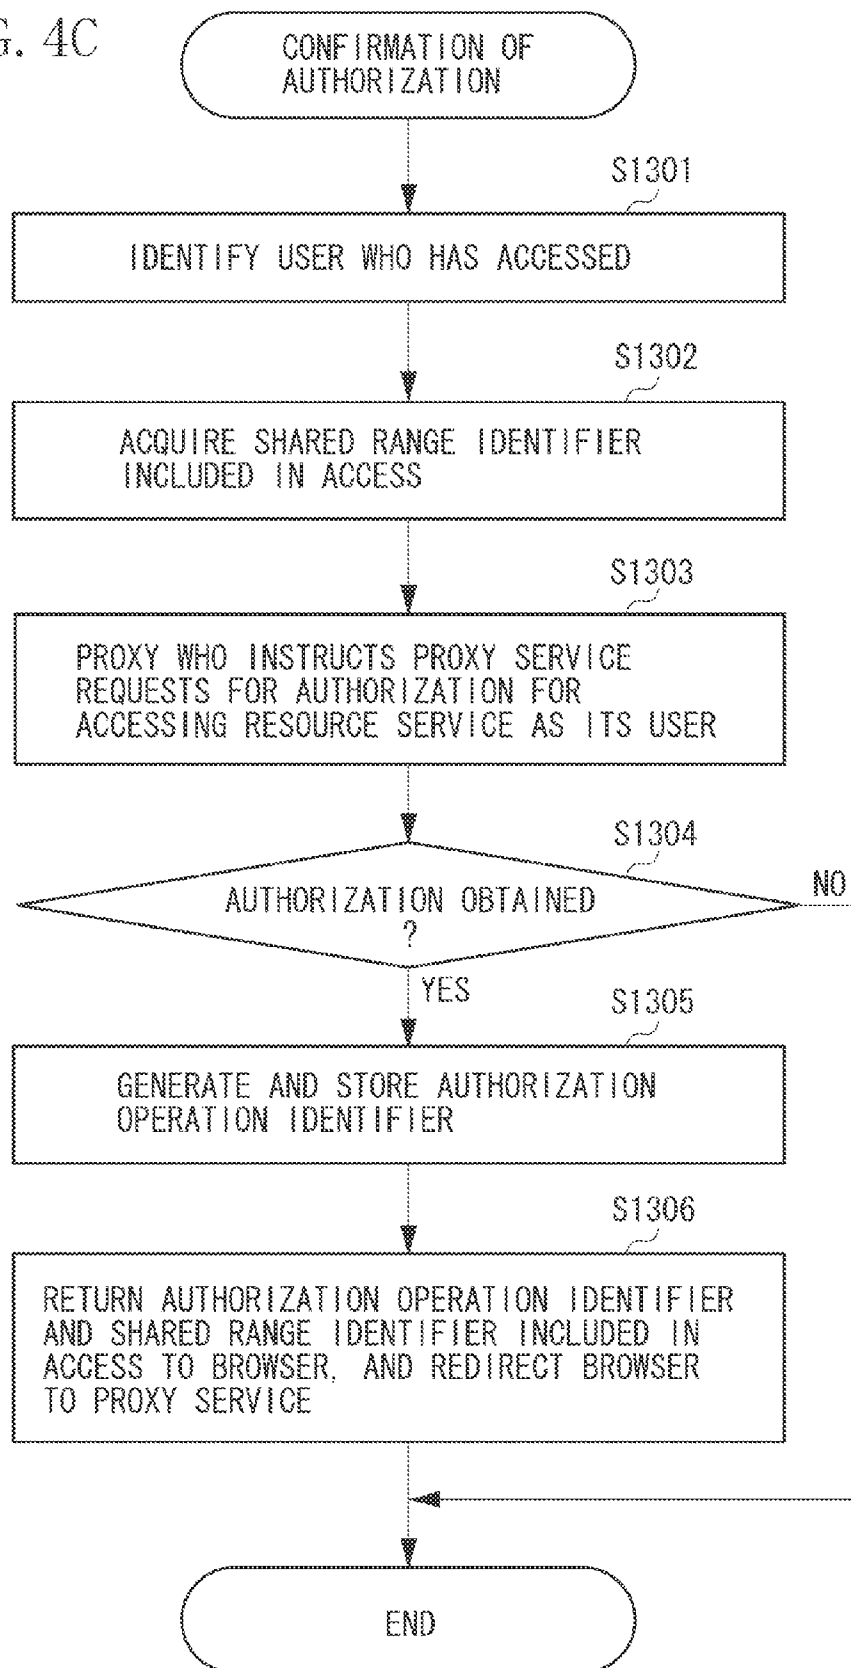 G. 4C
CONFIRMATION OF
AUTHORIZATION
S1301
IDENTIFY USER WHO HAS ACCESSED
S1302
ACQUIRE SHARED RANGE IDENTIFIER
INCLUDED IN ACCESS
S1303
PROXY WHO INSTRUCTS PROXY SERVICE
REQUESTS FOR AUTHORIZATION FOR
ACCESSING RESOURCE SERVICE AS ITS USER
S1304
AUTHORIZATION OBTAINED
?
NO
YES
S1305
GENERATE AND STORE AUTHORIZATION
OPERATION IDENTIFIER
S1306
RETURN AUTHORIZATION OPERATION IDENTIFIER
AND SHARED RANGE IDENTIFIER INCLUDED IN
ACCESS TO BROWSER, AND REDIRECT BROWSER
TO PROXY SERVICE
END